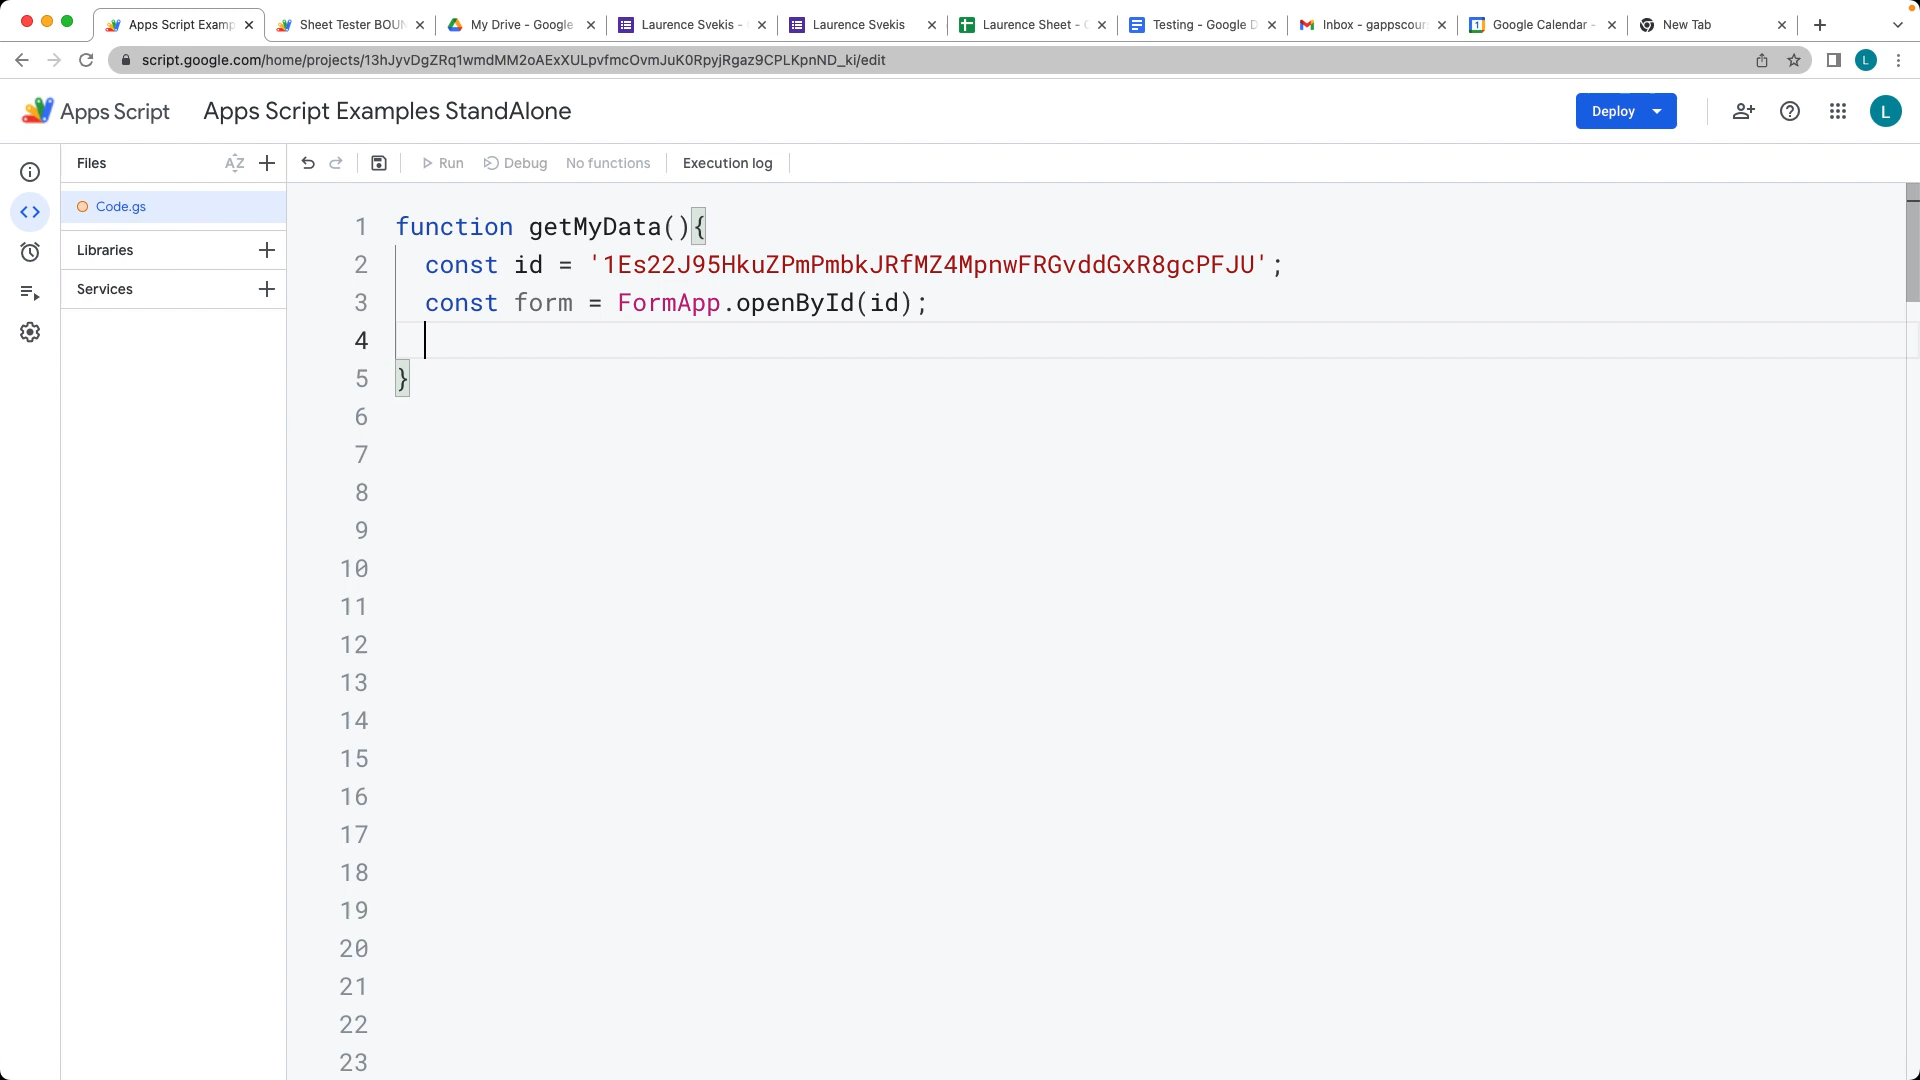 Apps Script Examp
Sheet Tester BOUN
My Drive - Google
Laurence Svekis -
Laurence Svekis
Laurence Sheet -
Testing - Google D
Inbox - gappscour
Google Calendar -
New Tab
script.google.com/home/projects/13hJyvDgZRq1wmdMM2oAExXULpvfmcOvmJuK0RpyjRgaz9CPLKpnND_ki/edit
L
Apps Script
Apps Script Examples StandAlone
Deploy
L
Files
AZ
Run
Debug
No functions
Execution log
Code.gs
Libraries
Services
1 function getMyData(){
2 const id = '1Es22J95HkuZPmPmbkJRfMZ4MpnwFRGvddGxR8gcPFJU';
3 const form = FormApp.openById(id);
4
5 }
6
7
8
9
10
11
12
13
14
15
16
17
18
19
20
21
22
23